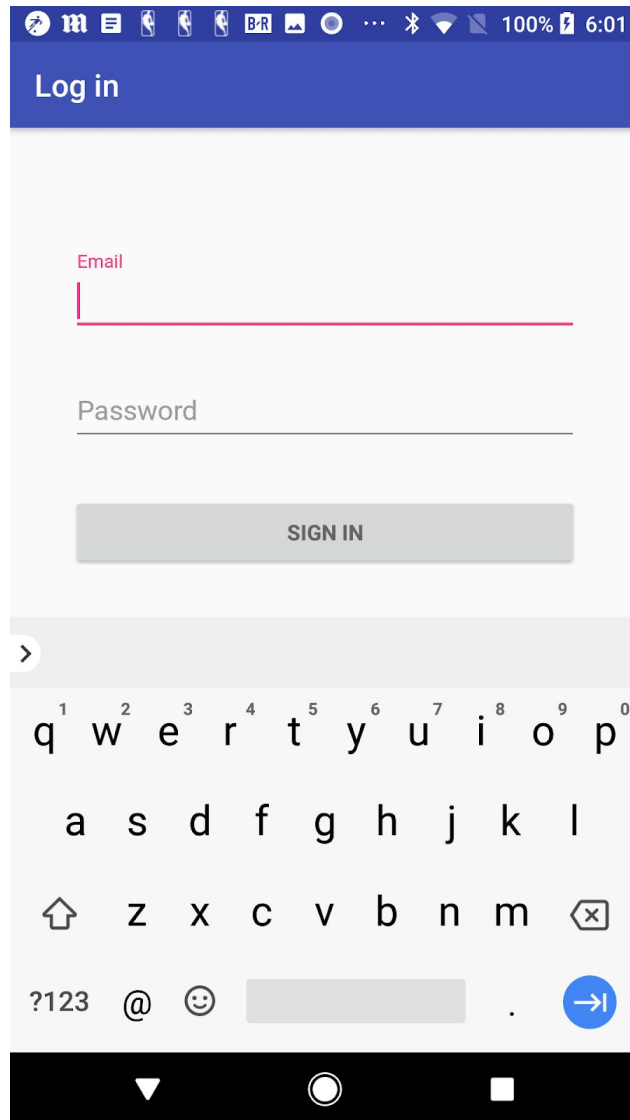 B/R 100% 6:01
Log in
Email
Password
SIGN IN
1 2 3 4 5 6 7 8 9 0
q w e r t y u i o p
a s d f g h j k l
z x c v b n m
?123 @ .